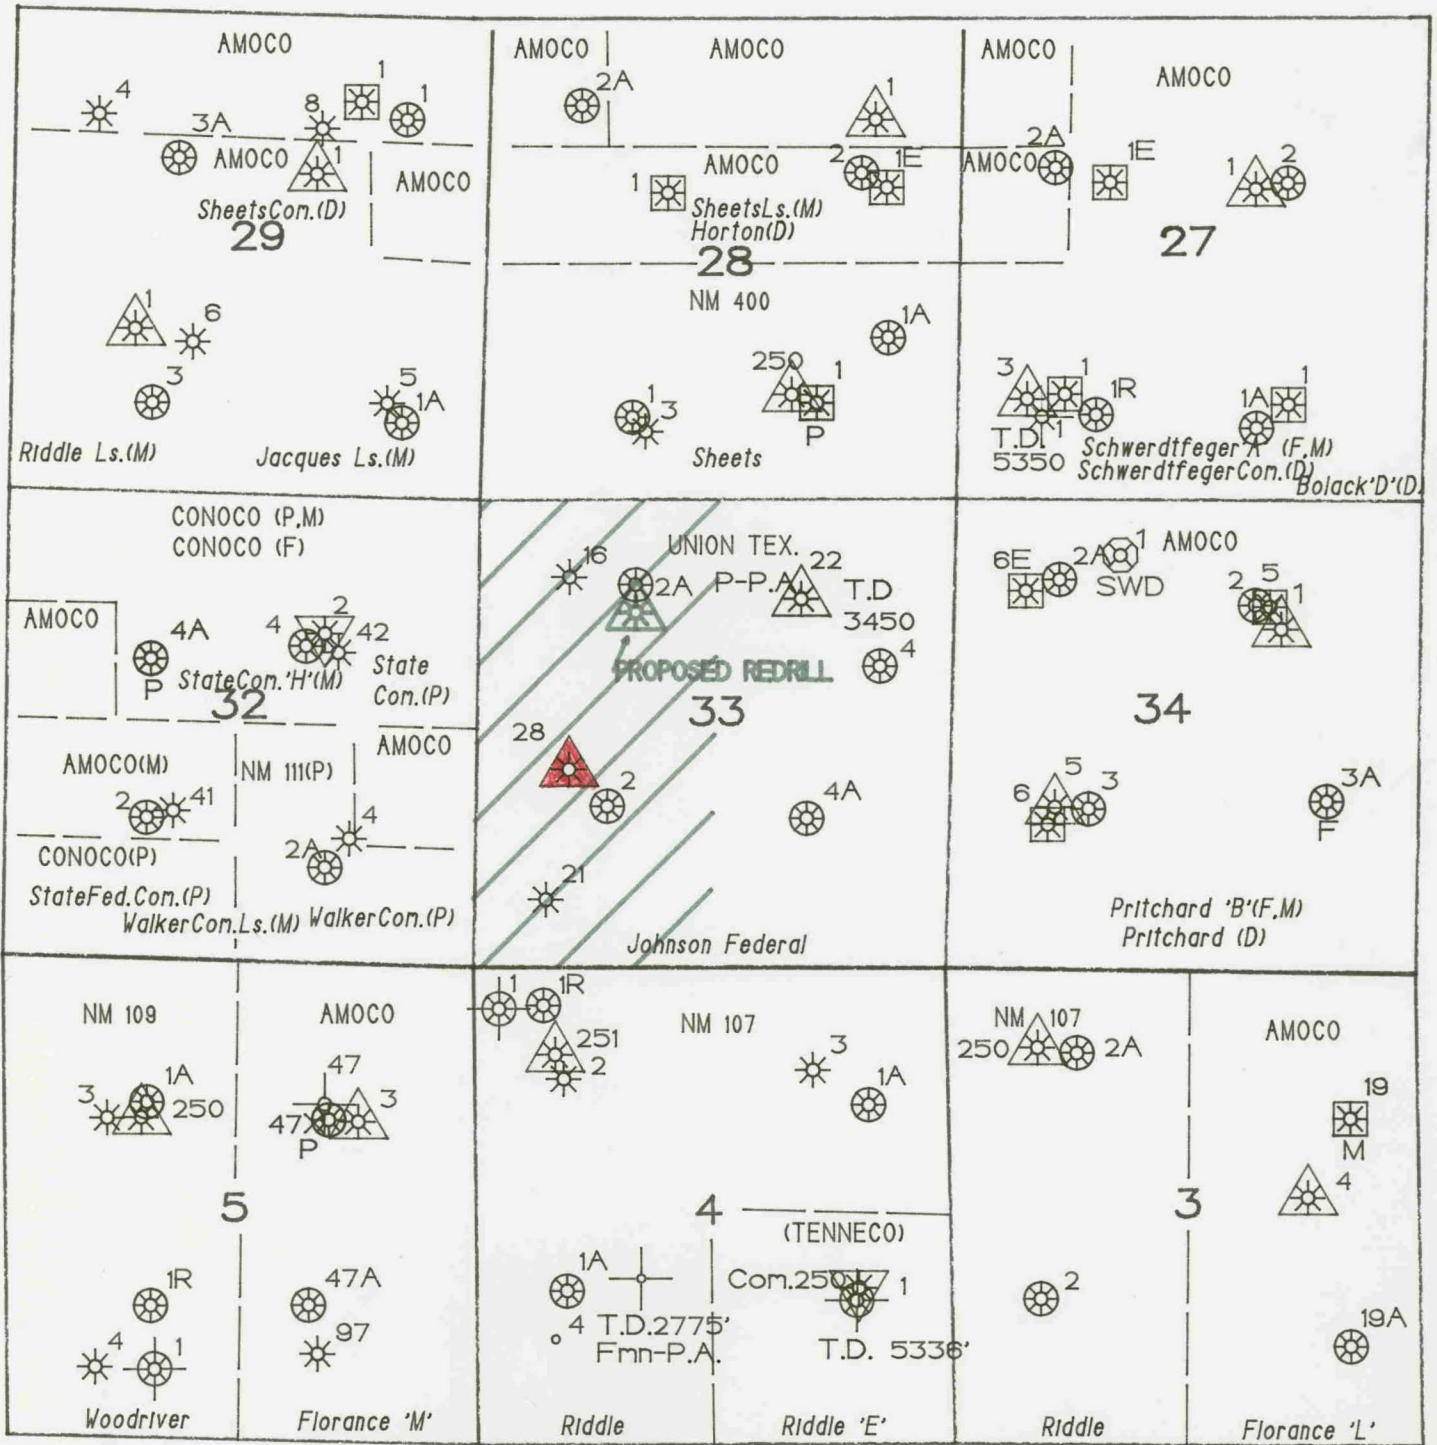 AMOCO
4
8
1
1
3A
AMOCO
1
AMOCO
SheetsCom.(D)
29
1
6
3
5
1A
Riddle Ls.(M)
Jacques Ls.(M)
AMOCO
AMOCO
2A
1
AMOCO
2
1E
1
SheetsLs.(M)
Horton(D)
28
NM 400
1A
250
1
1
3
P
Sheets
AMOCO
AMOCO
2A
AMOCO
1E
1
2
27
3
1
1R
1A
1
T.D.
1
5350
Schwerdtfeger'A' (F,M)
SchwerdtfegerCom.(D)
Bolack'D'(D)
CONOCO (P,M)
CONOCO (F)
AMOCO
4A
P
4
2
42
StateCom.'H'(M)
State
Com.(P)
32
AMOCO
AMOCO(M)
NM 111(P)
2
41
4
CONOCO(P)
2A
StateFed.Com.(P)
WalkerCom.Ls.(M)
WalkerCom.(P)
16
UNION TEX.
2A
P-P.A.
22
T.D
3450
PROPOSED REDRILL
4
33
28
2
4A
21
Johnson Federal
6E
2A
1
AMOCO
SWD
2
5
1
34
5
6
3
3A
F
Pritchard 'B'(F,M)
Pritchard (D)
NM 109
AMOCO
1A
3
250
47
47
3
P
5
1R
47A
4
1
97
Woodriver
Florance 'M'
1
1R
NM 107
251
2
3
1A
4
(TENNECO)
1A
Com.250
1
4
T.D.2775'
Fmn-P.A.
T.D. 5336'
Riddle
Riddle 'E'
NM 107
250
2A
AMOCO
19
M
4
3
2
19A
Riddle
Florance 'L'